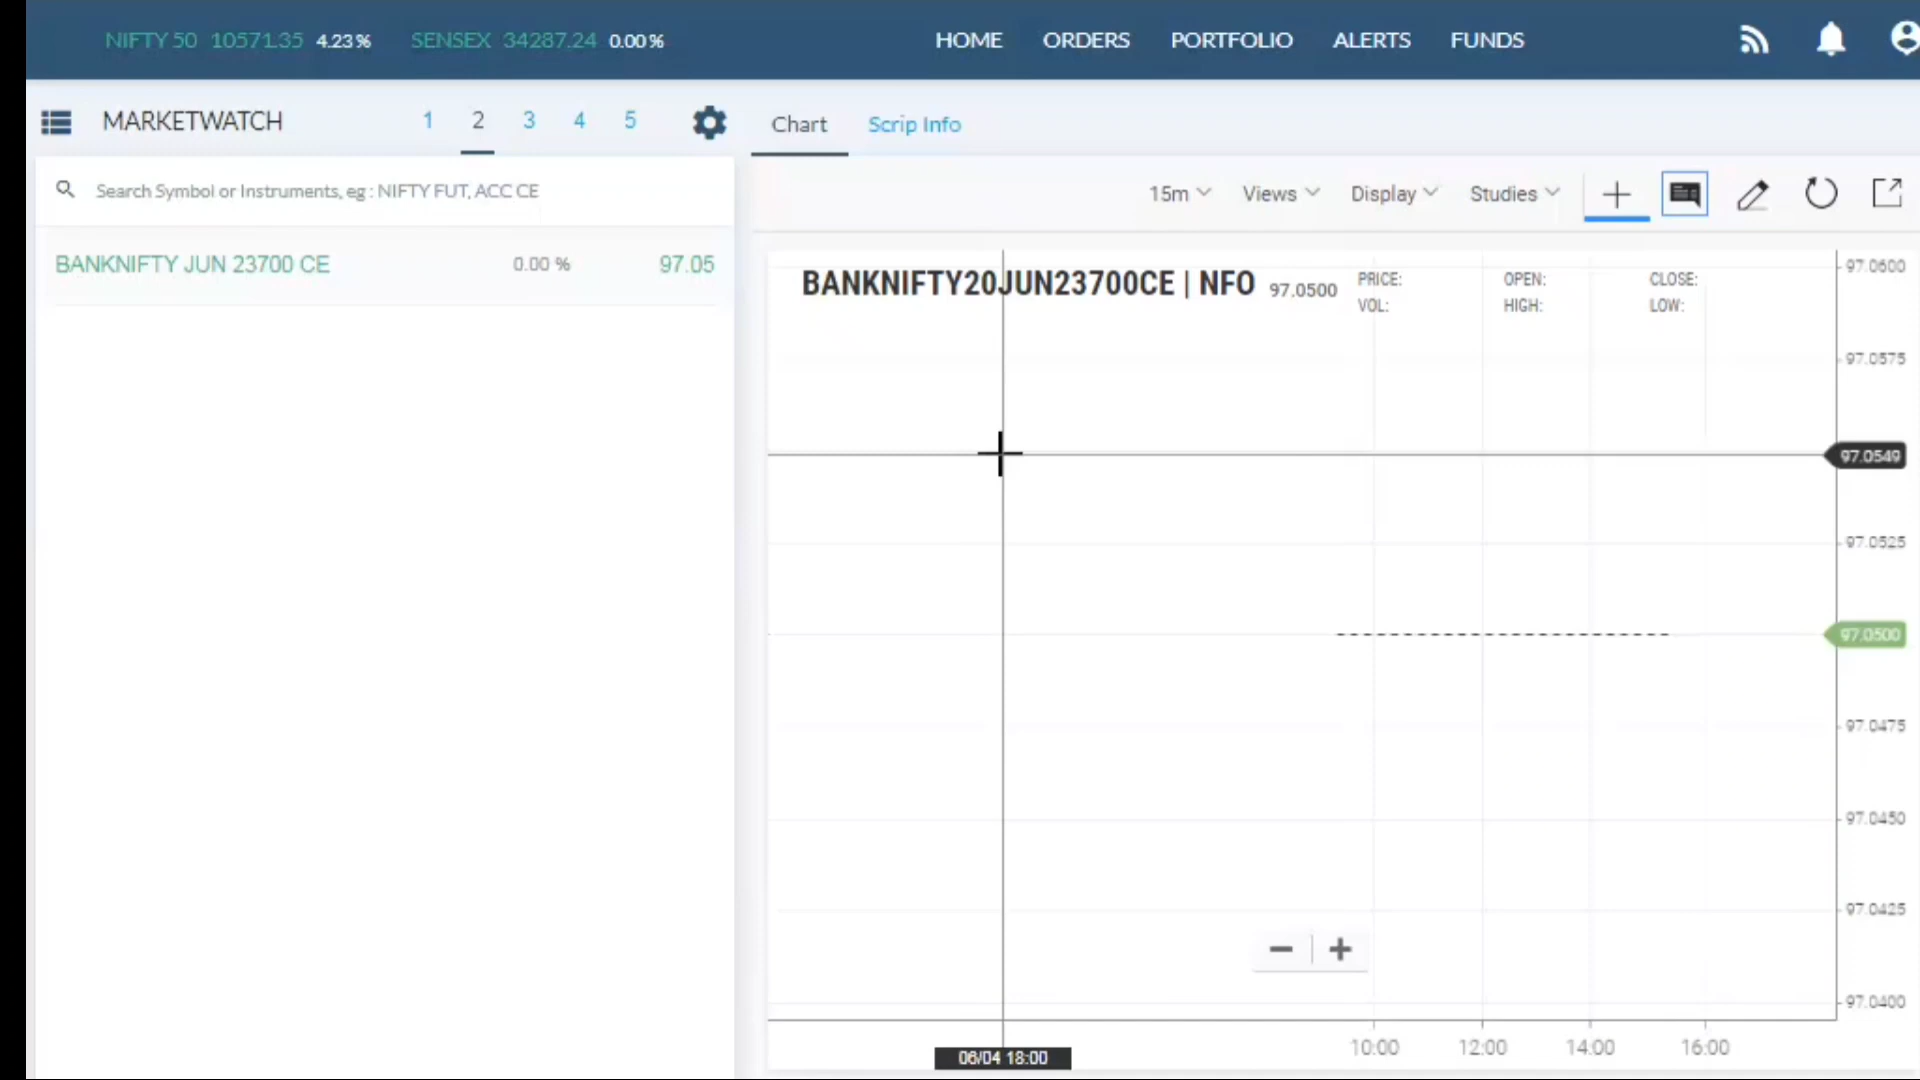 NIFTY 50 10571.35 4.23% SENSEX 34287.24 0.00% HOME ORDERS PORTFOLIO ALERTS FUNDS
MARKETWATCH 1 2 3 4 5
Chart Scrip Info
Search Symbol or Instruments, eg : NIFTY FUT, ACC CE
15m Views Display Studies
BANKNIFTY JUN 23700 CE 0.00 % 97.05
BANKNIFTY20JUN23700CE | NFO 97.0500
PRICE: OPEN: CLOSE:
VOL: HIGH: LOW:
97.0600
97.0575
97.0549
97.0525
97.0500
97.0475
97.0450
97.0425
97.0400
10:00 12:00 14:00 16:00
06/04 18:00